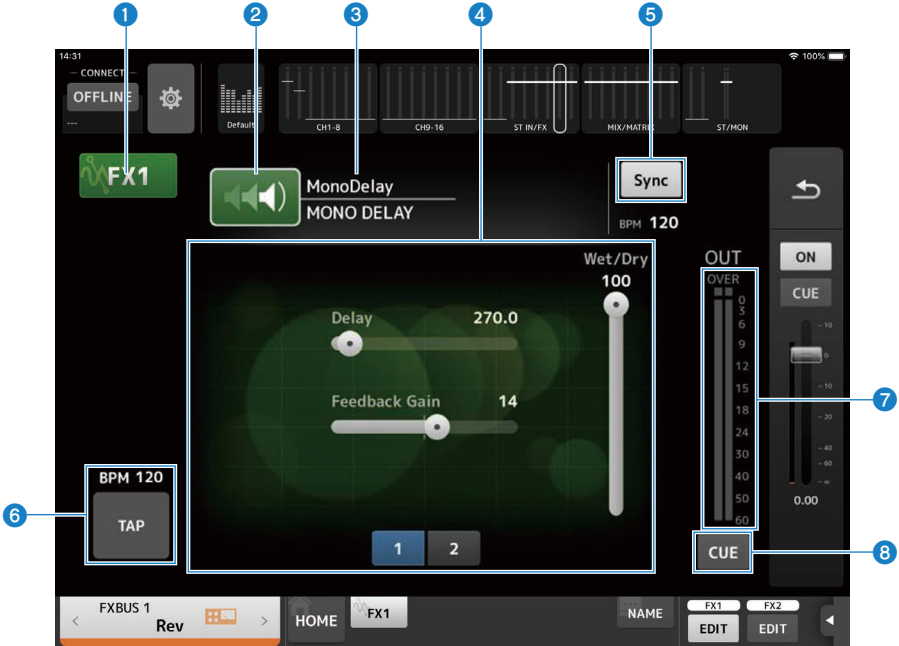 1 2 3 4 5
14:31 100%
CONNECT
OFFLINE
---
Default
CH1-8 CH9-16 ST IN/FX MIX/MATRIX ST/MON
FX1
MonoDelay
MONO DELAY
Sync
BPM 120
Wet/Dry
100
Delay 270.0
Feedback Gain 14
1 2
OUT
OVER
0
3
6
9
12
15
18
24
30
40
50
60
CUE
ON
CUE
10
0
10
20
40
60
∞
0.00
BPM 120
TAP
6
7
8
FXBUS 1
Rev
HOME
FX1
NAME
FX1 FX2
EDIT EDIT